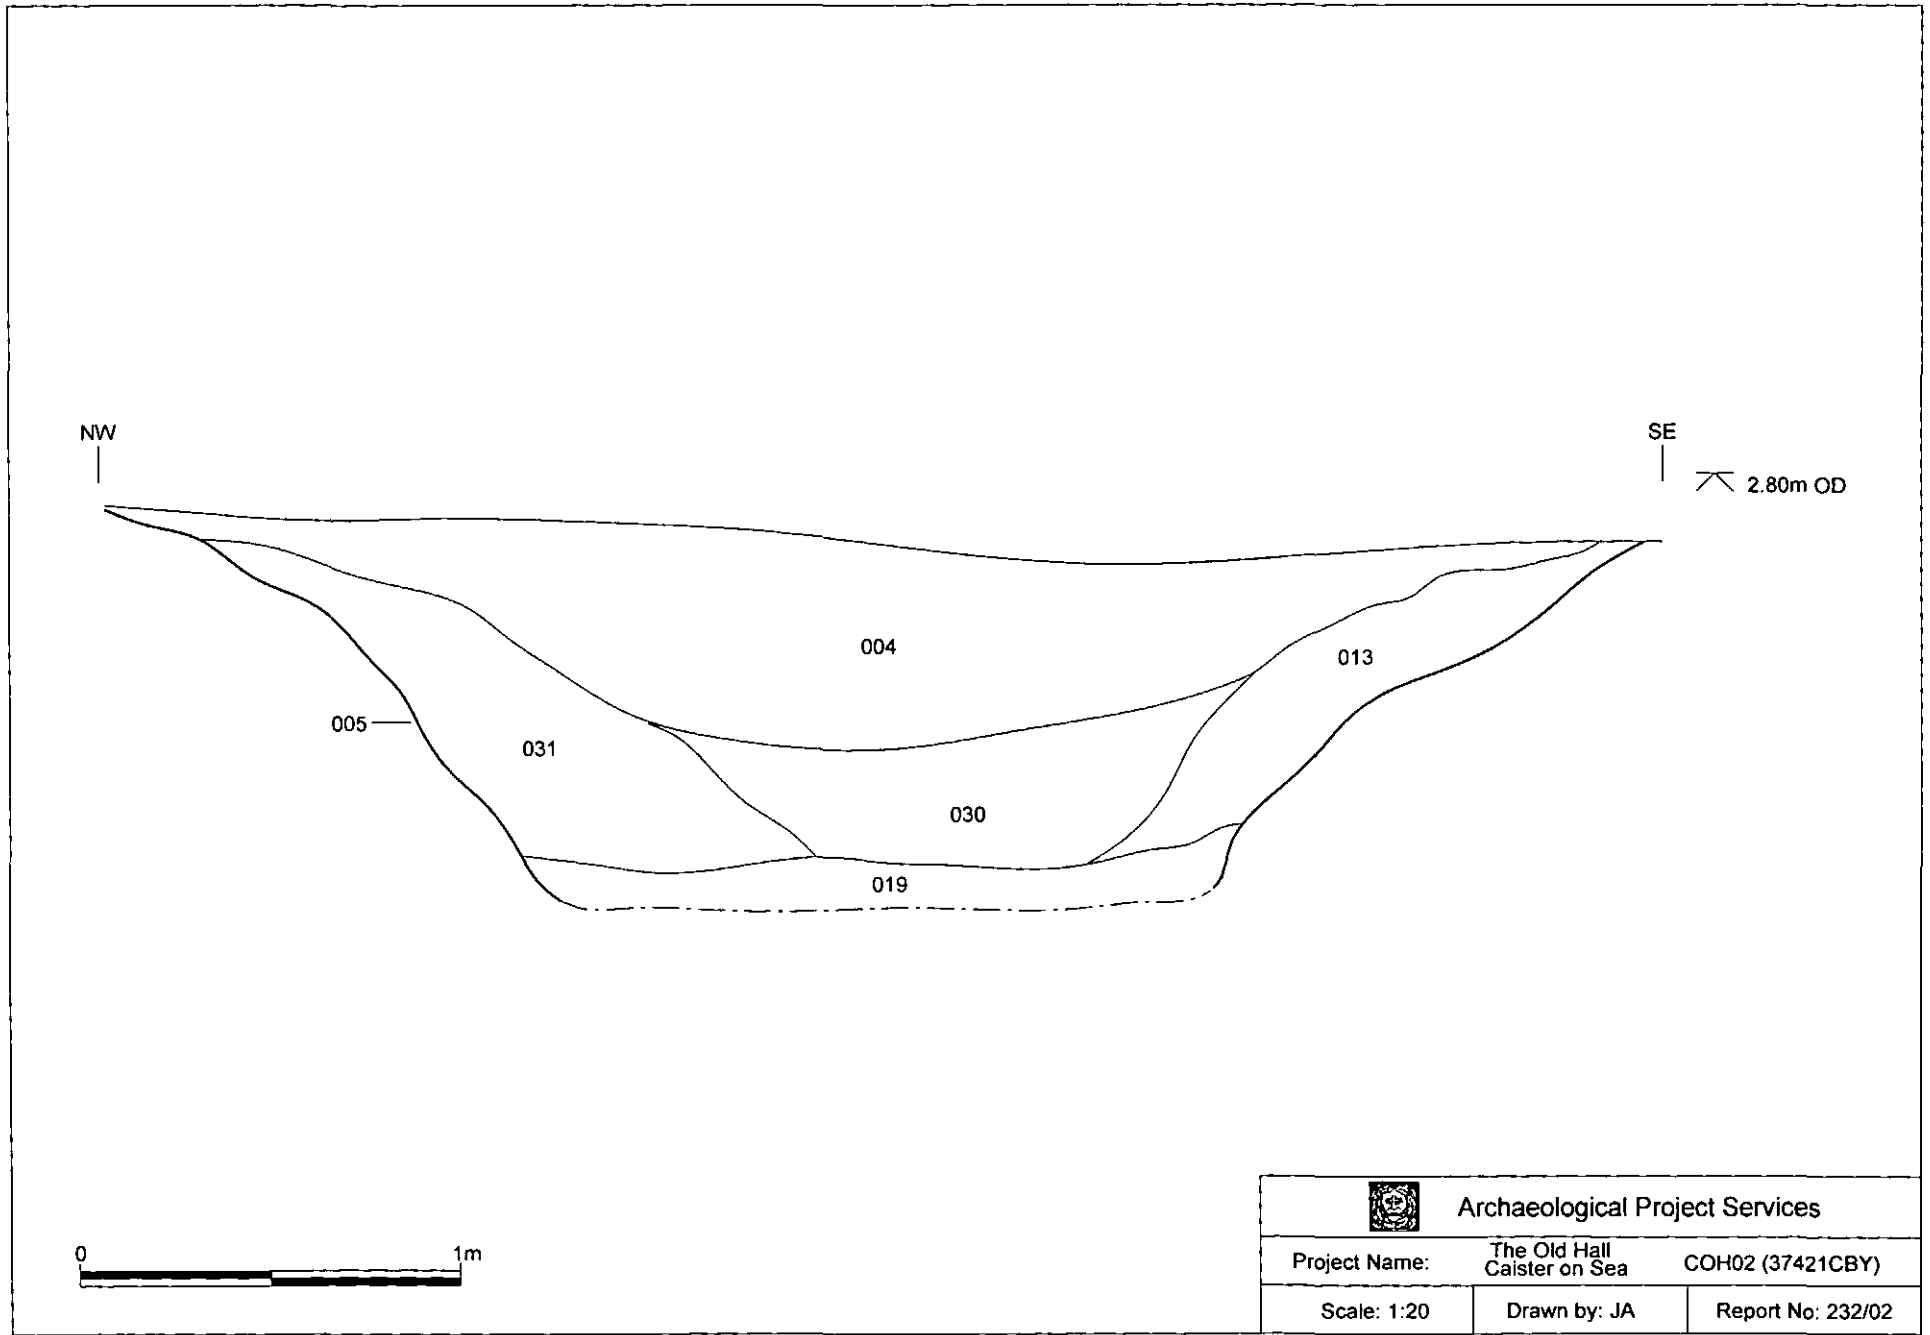 NW
SE
2.80m OD
004
013
005
031
030
019
0 1m
Archaeological Project Services
Project Name: The Old Hall Caister on Sea COH02 (37421CBY)
Scale: 1:20 Drawn by: JA Report No: 232/02